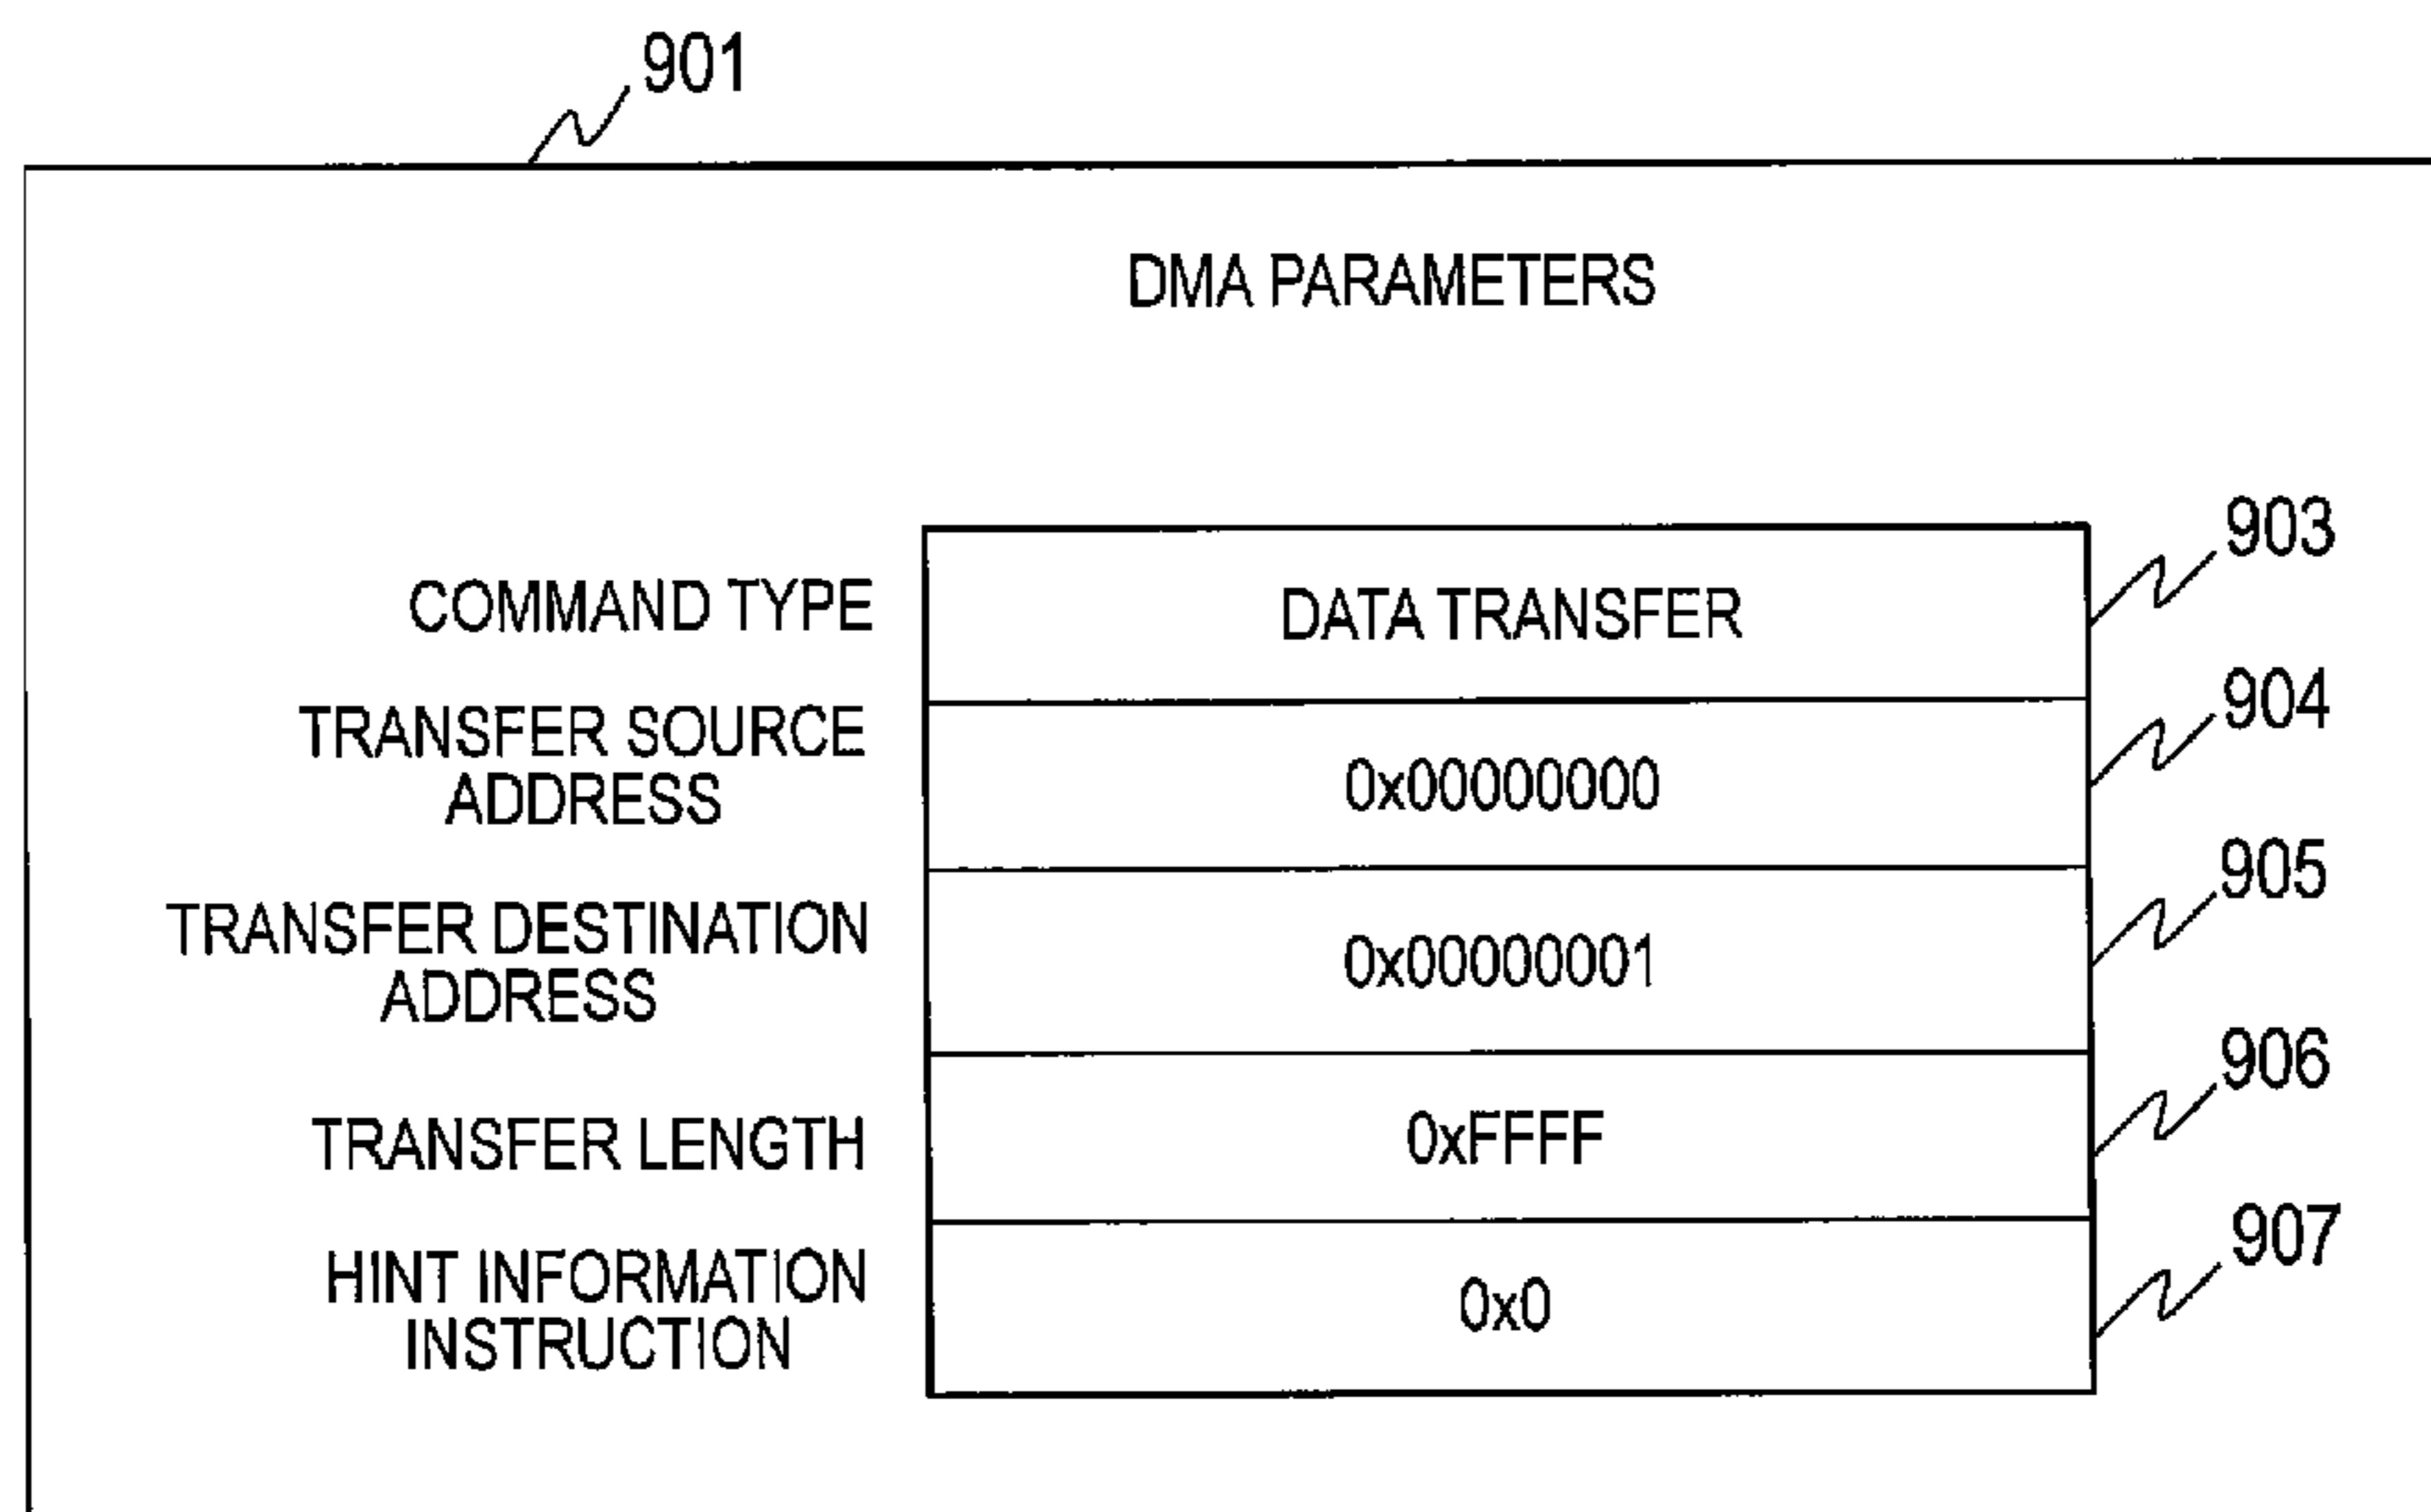 901
DMA PARAMETERS
903
COMMAND TYPE
DATA TRANSFER
904
TRANSFER SOURCE
ADDRESS
0x00000000
905
TRANSFER DESTINATION
ADDRESS
0x00000001
906
TRANSFER LENGTH
0xFFFF
907
HINT INFORMATION
INSTRUCTION
0x0